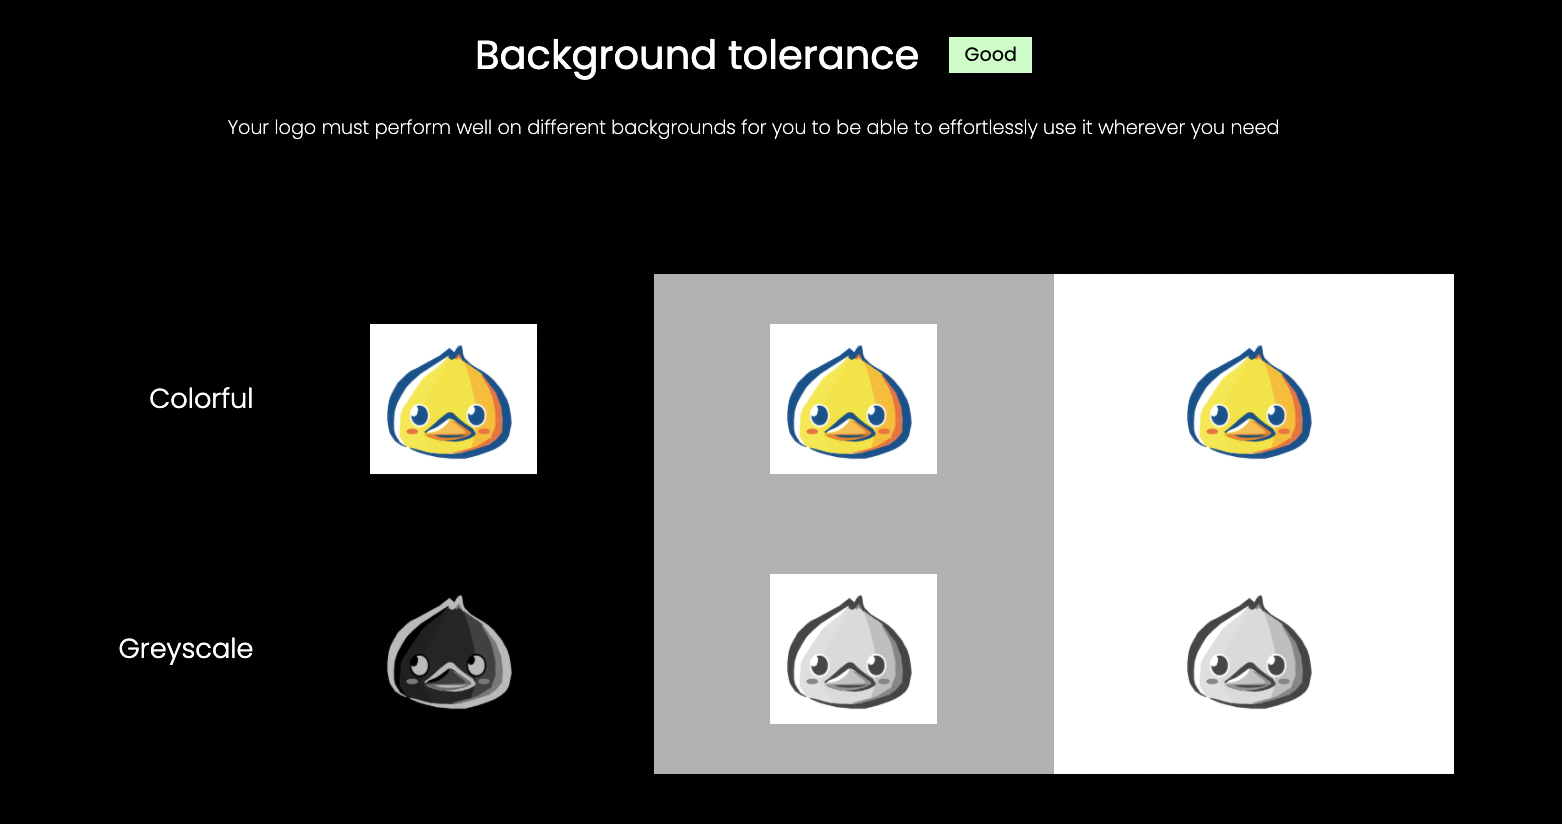 Background tolerance
Good
Your logo must perform well on different backgrounds for you to be able to effortlessly use it wherever you need
Colorful
Greyscale